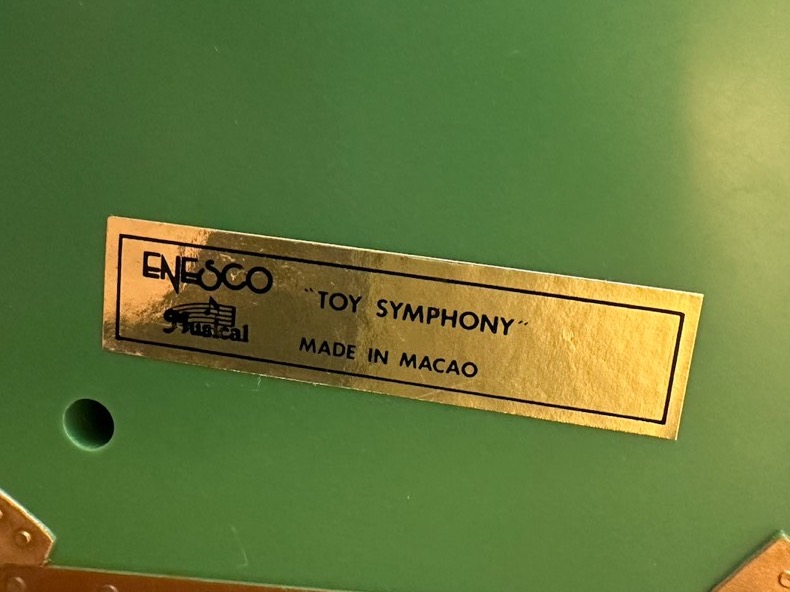 ENESCO
"TOY SYMPHONY"
Musical
MADE IN MACAO